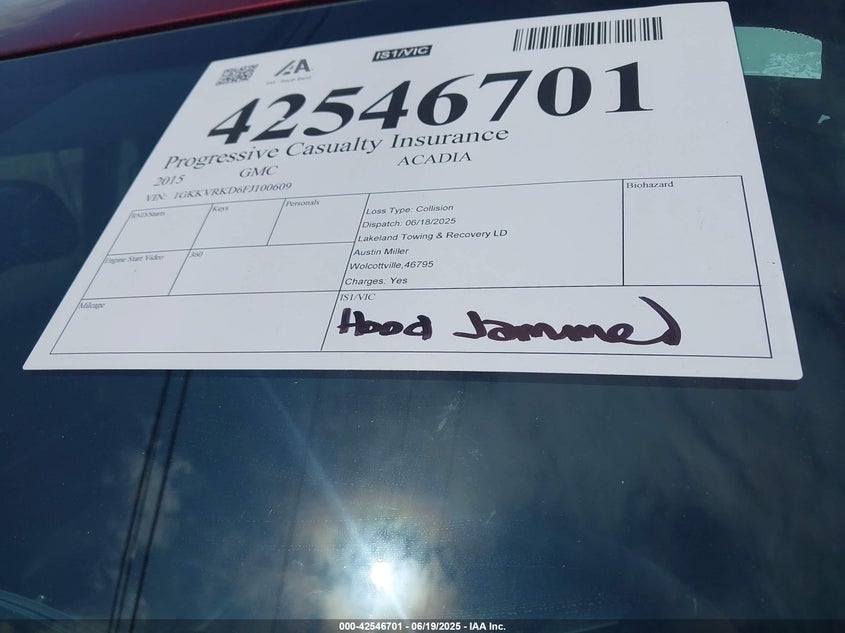 IS1/VIC
IAA
42546701
Progressive Casualty Insurance
2015 GMC ACADIA
VIN: 1GKKVRKD6FJ100609
RND/Starts
Keys
Personals
Engine Start Video
360
Mileage
Loss Type: Collision
Dispatch: 06/18/2025
Lakeland Towing & Recovery LD
Austin Miller
Wolcottville,46795
Charges: Yes
Biohazard
IS1/VIC
Hood Jammed
000-42546701 - 06/19/2025 - IAA Inc.